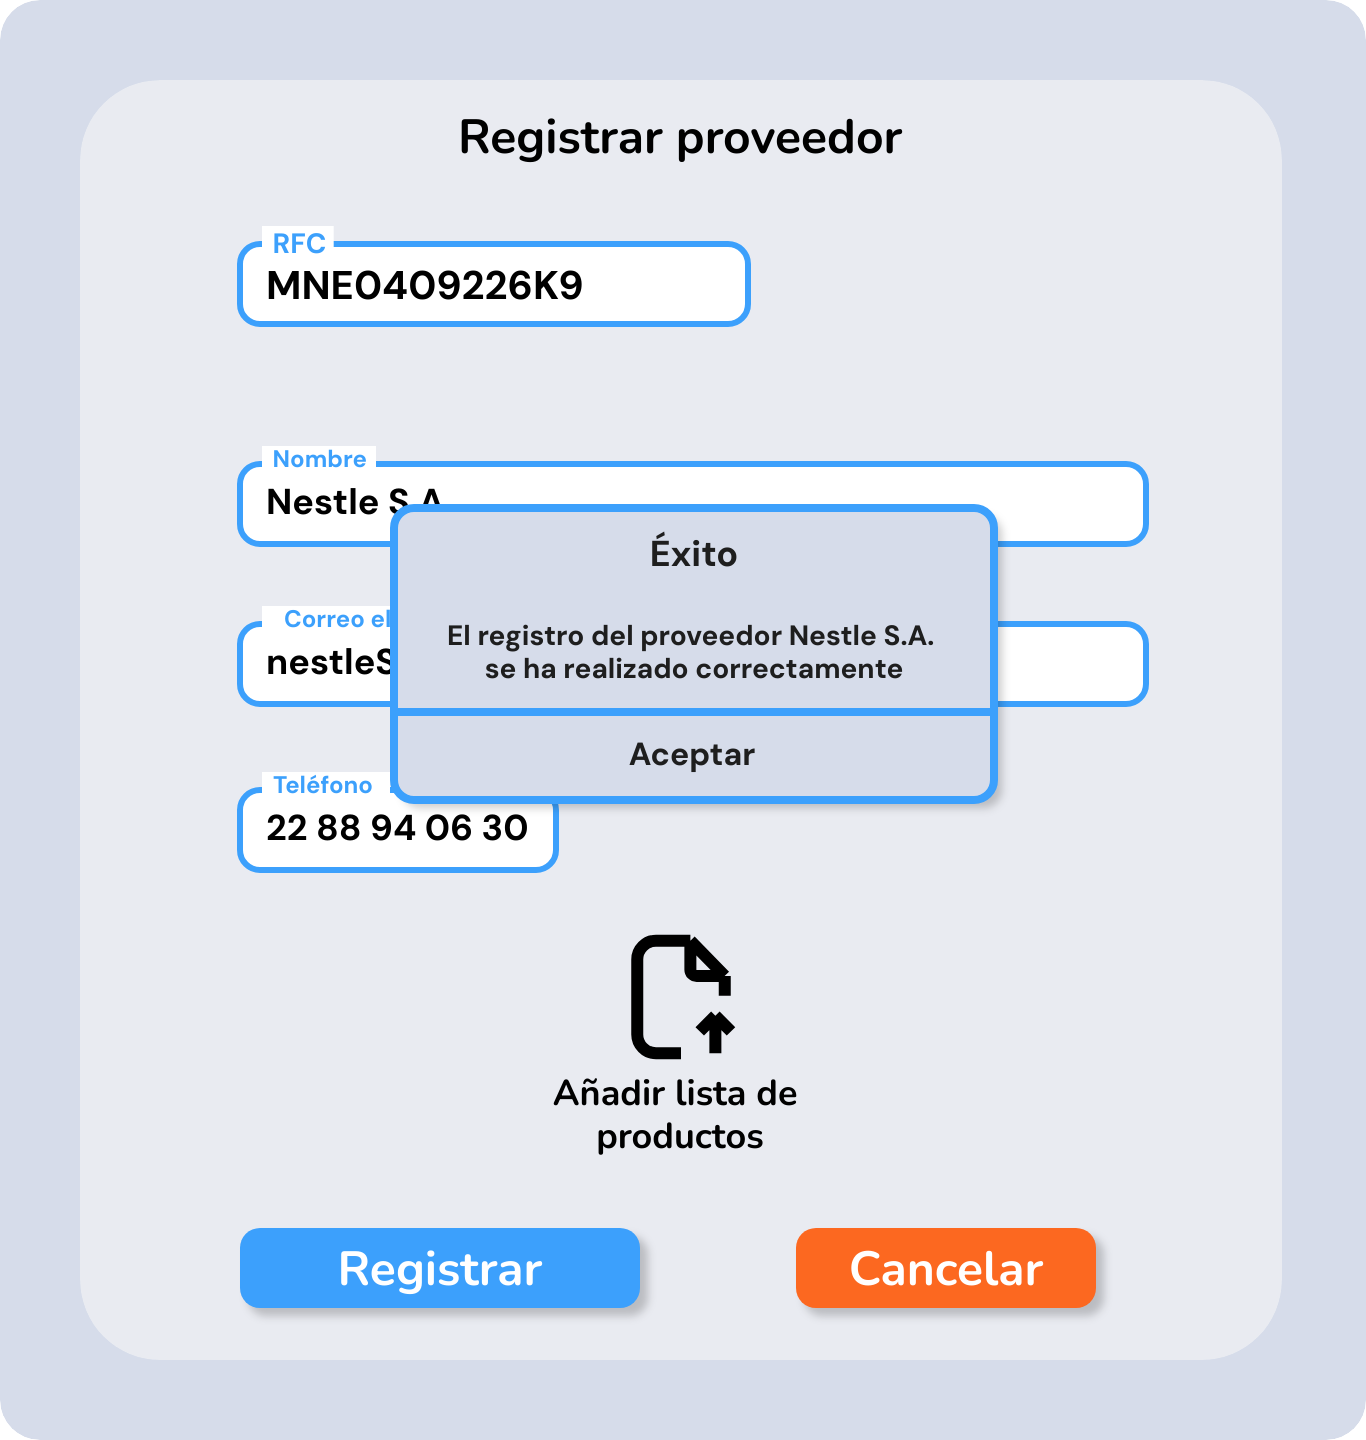 Registrar proveedor
RFC
MNE0409226K9
Nombre
Nestle S.A.
Correo el
nestleS
Éxito
El registro del proveedor Nestle S.A.
se ha realizado correctamente
Aceptar
Teléfono
22 88 94 06 30
Añadir lista de
productos
Registrar
Cancelar